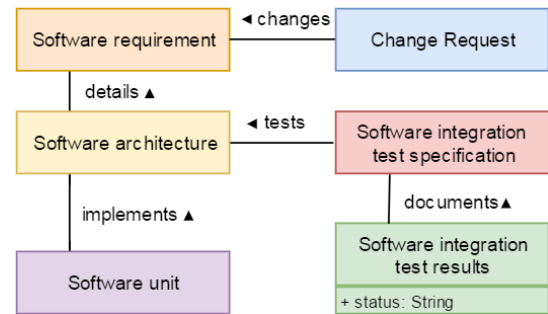 Software requirement
◄ changes
Change Request
details ▲
Software architecture
◄ tests
Software integration
test specification
implements ▲
documents▲
Software unit
Software integration
test results
+ status: String